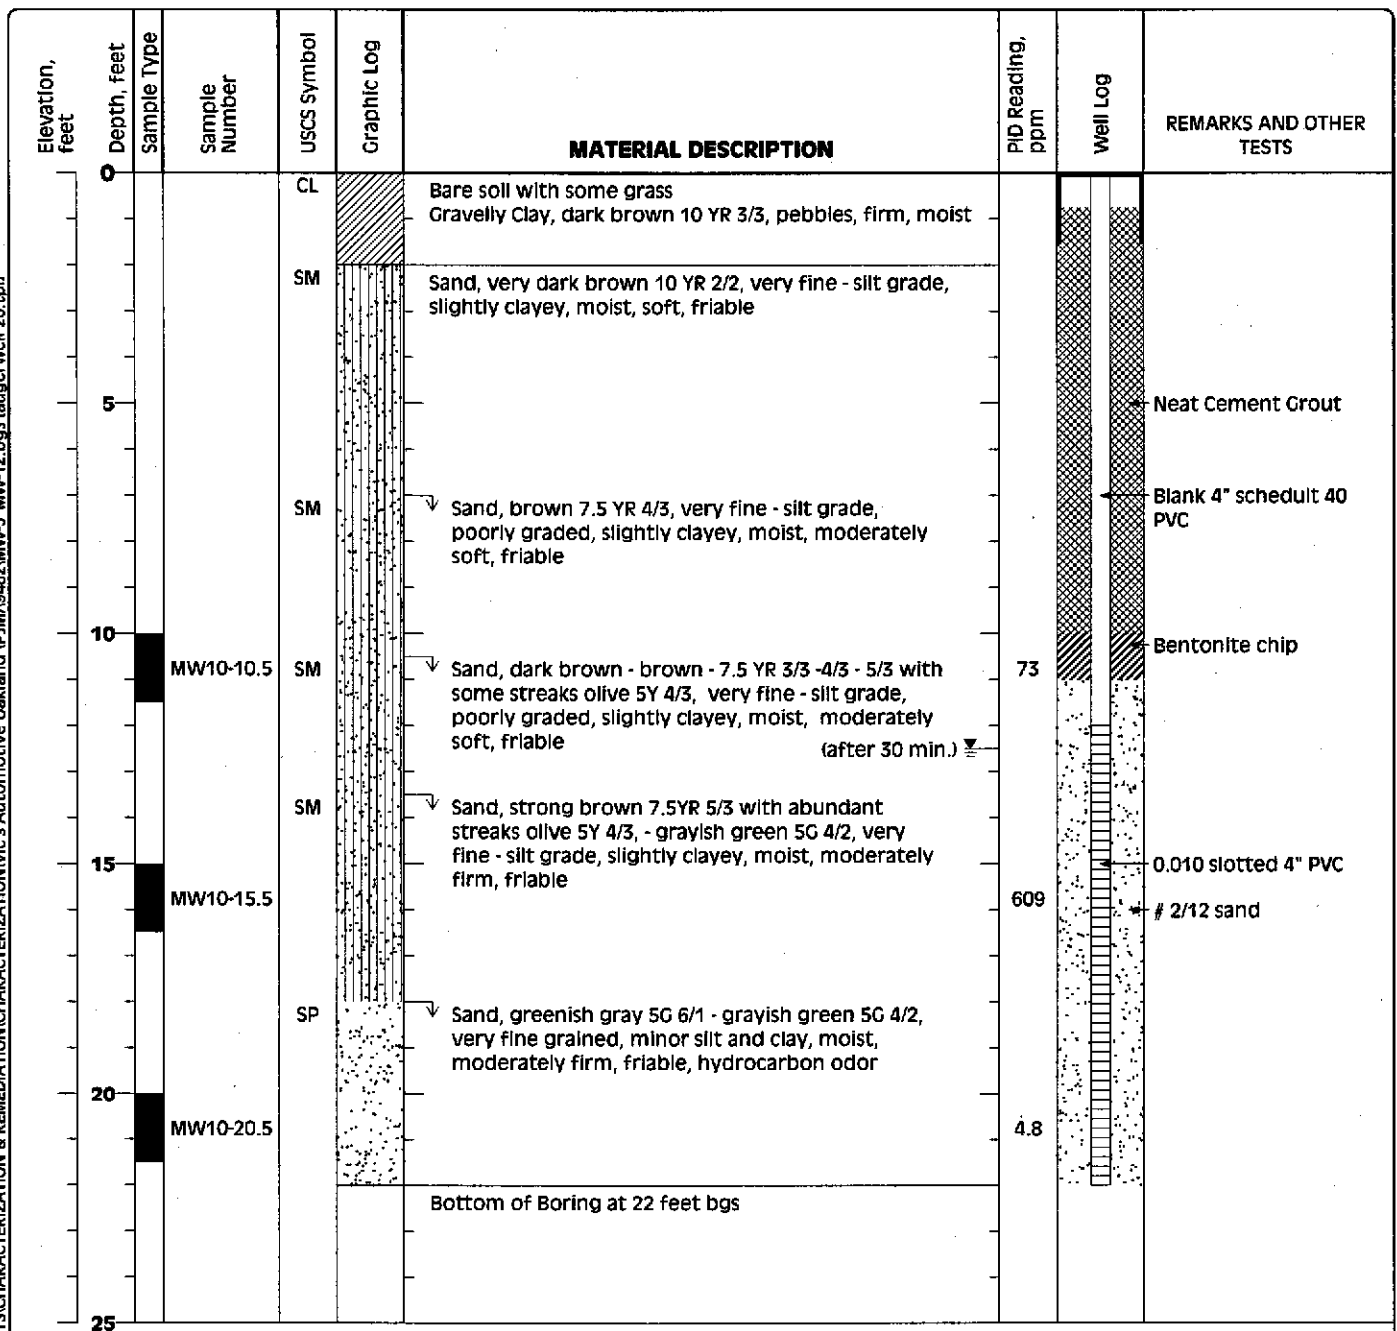 Elevation, feet
Depth, feet
Sample Type
Sample Number
USCS Symbol
Graphic Log
MATERIAL DESCRIPTION
PID Reading, ppm
Well Log
REMARKS AND OTHER TESTS
0
CL
Bare soil with some grass
Gravelly Clay, dark brown 10 YR 3/3, pebbles, firm, moist
SM
Sand, very dark brown 10 YR 2/2, very fine - silt grade,
slightly clayey, moist, soft, friable
5
Neat Cement Grout
Blank 4" schedult 40
PVC
SM
Sand, brown 7.5 YR 4/3, very fine - silt grade,
poorly graded, slightly clayey, moist, moderately
soft, friable
10
Bentonite chip
MW10-10.5
SM
Sand, dark brown - brown - 7.5 YR 3/3 -4/3 - 5/3 with
some streaks olive 5Y 4/3, very fine - silt grade,
poorly graded, slightly clayey, moist, moderately
soft, friable
73
(after 30 min.)
SM
Sand, strong brown 7.5YR 5/3 with abundant
streaks olive 5Y 4/3, - grayish green 5G 4/2, very
fine - silt grade, slightly clayey, moist, moderately
firm, friable
15
0.010 slotted 4" PVC
MW10-15.5
609
# 2/12 sand
SP
Sand, greenish gray 5G 6/1 - grayish green 5G 4/2,
very fine grained, minor silt and clay, moist,
moderately firm, friable, hydrocarbon odor
20
MW10-20.5
4.8
Bottom of Boring at 22 feet bgs
25